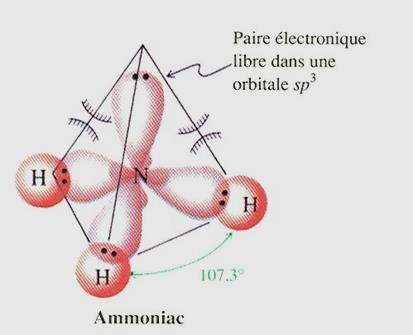 Paire électronique
libre dans une
orbitale sp³
H
N
H
H
107.3°
Ammoniac